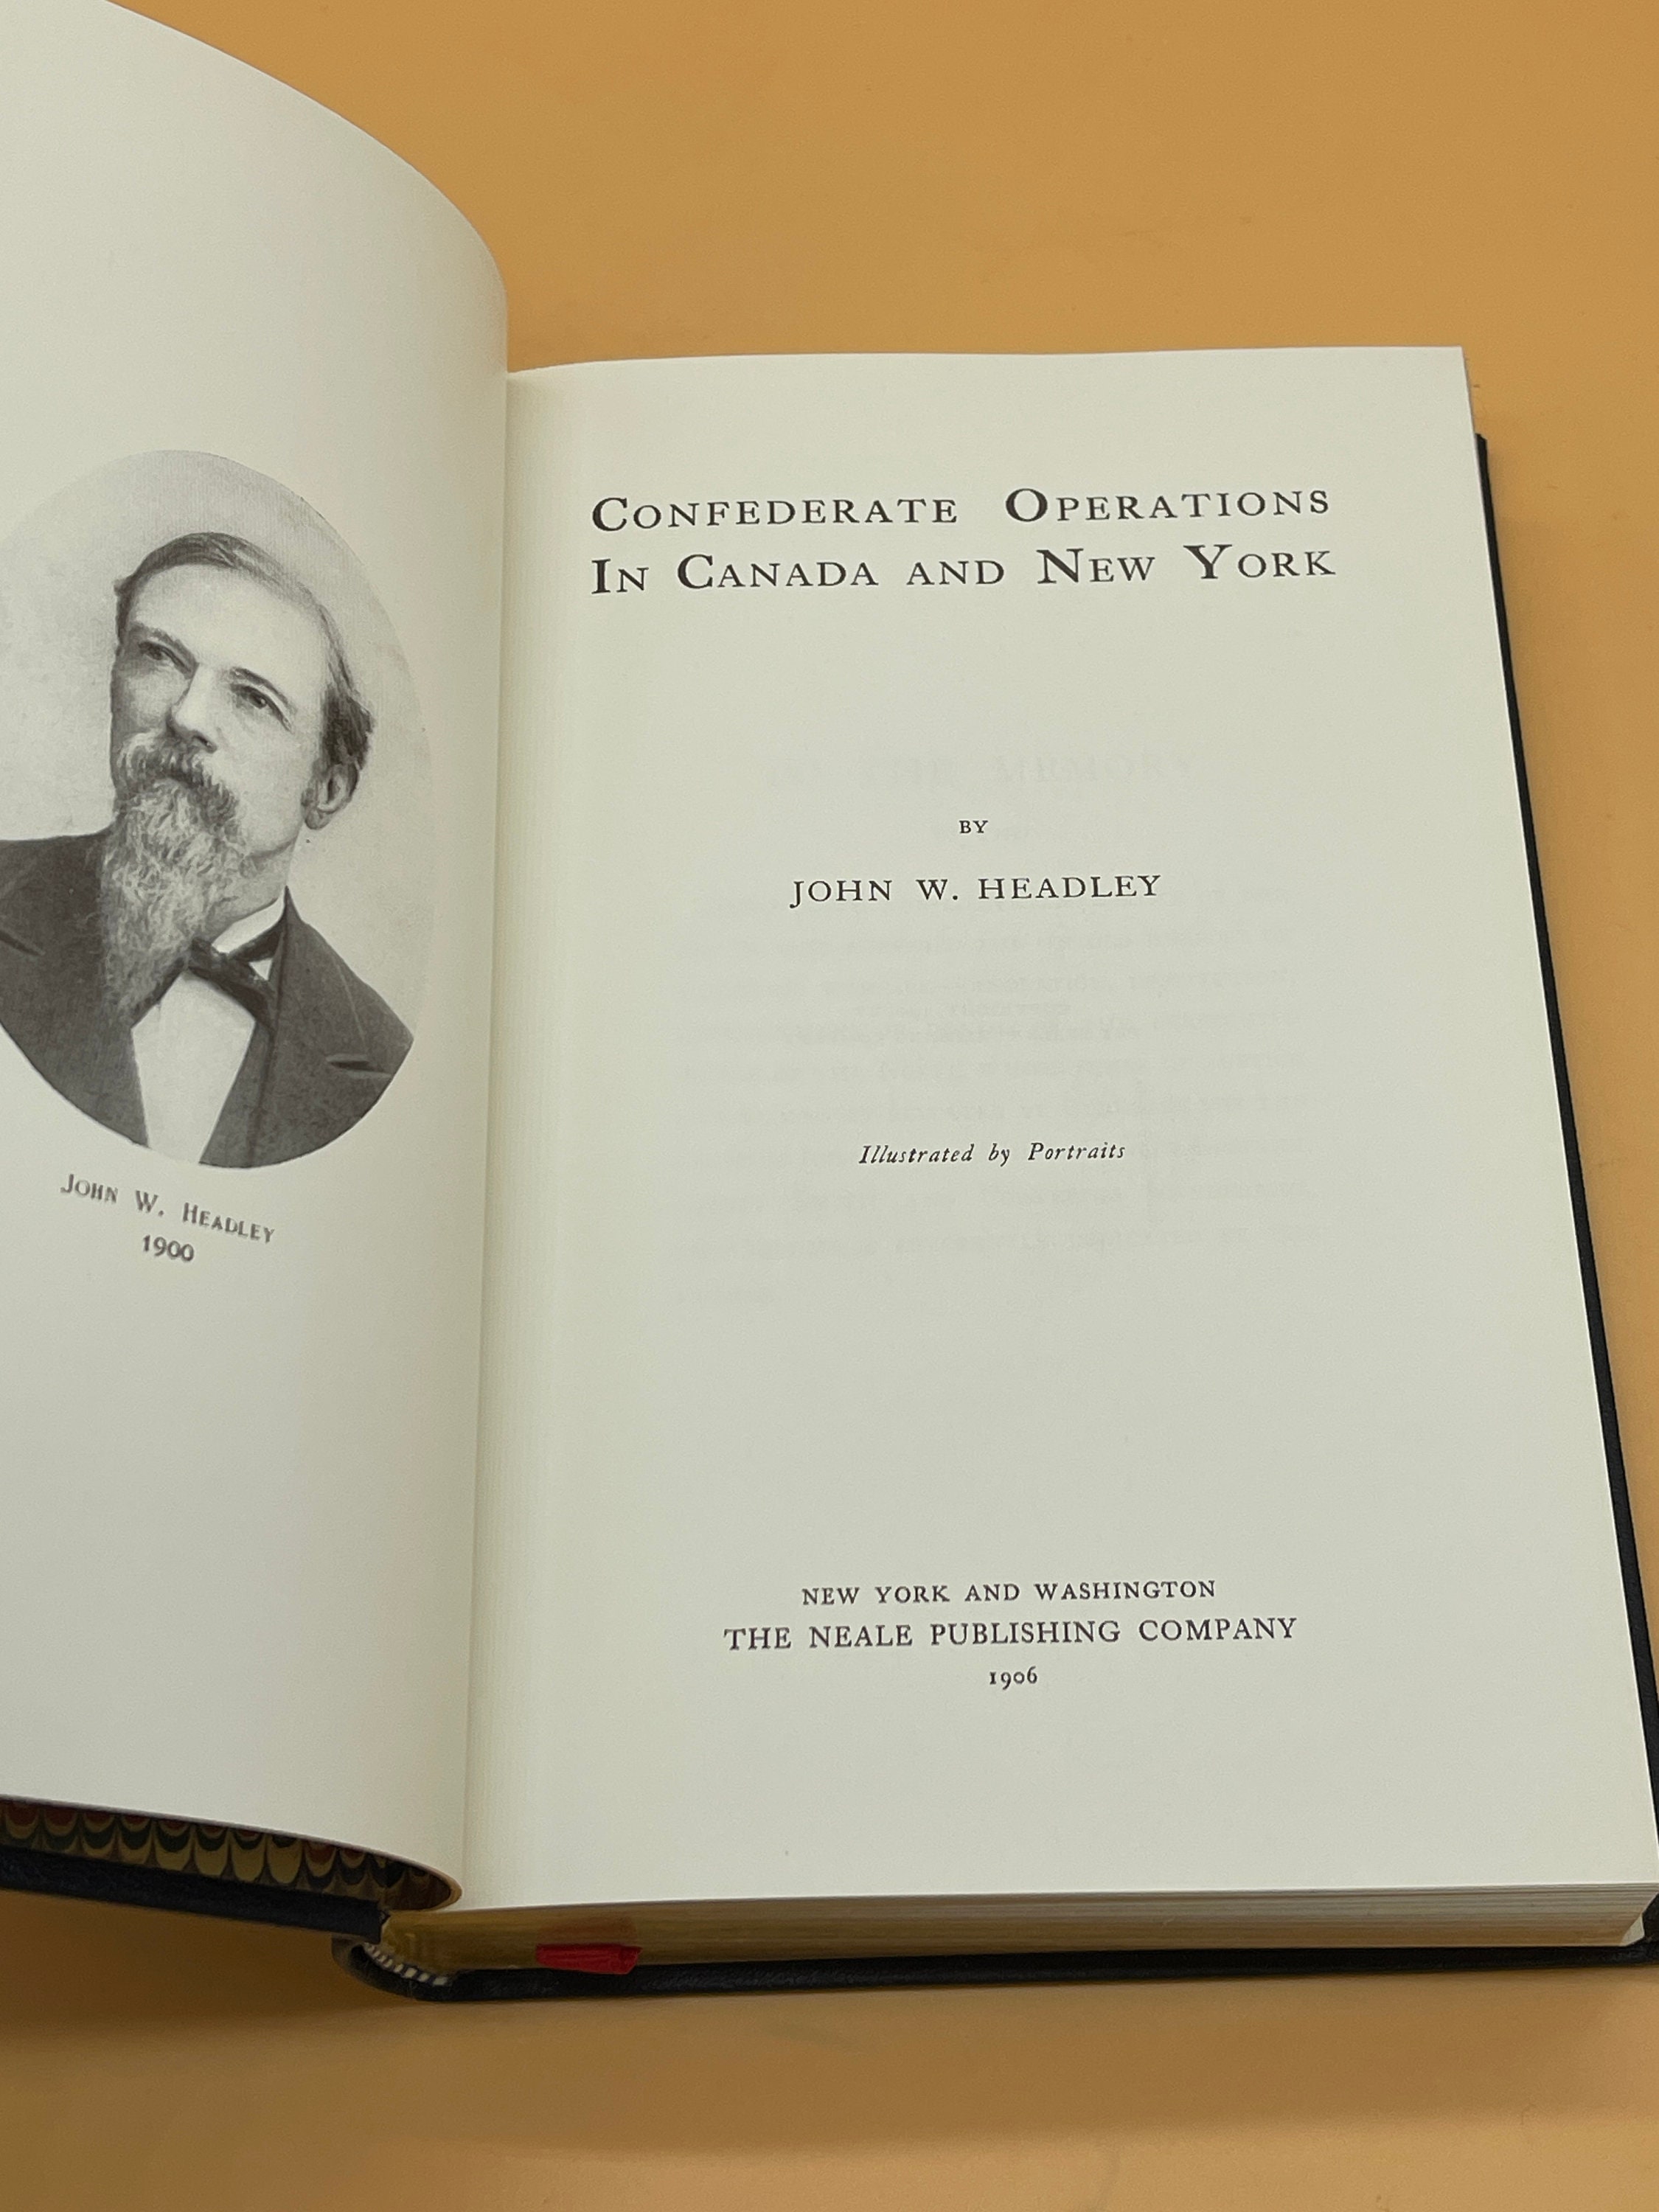 John W. Headley
1900
Confederate Operations
In Canada and New York
BY
JOHN W. HEADLEY
Illustrated by Portraits
NEW YORK AND WASHINGTON
THE NEALE PUBLISHING COMPANY
1906